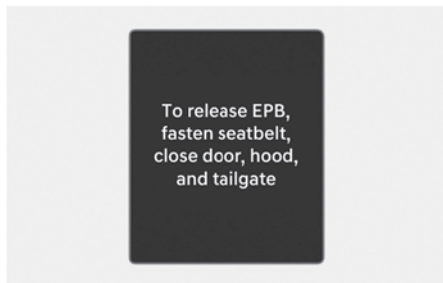 To release EPB,
fasten seatbelt,
close door, hood,
and tailgate